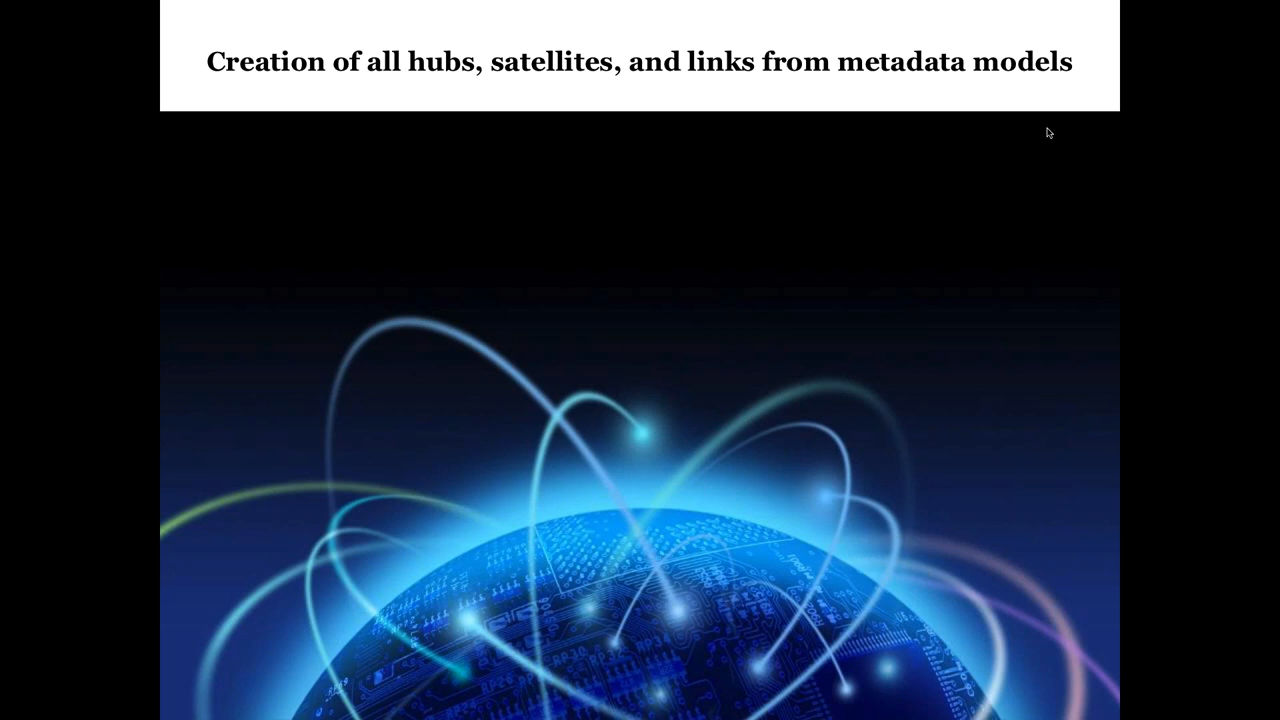 Creation of all hubs, satellites, and links from metadata models